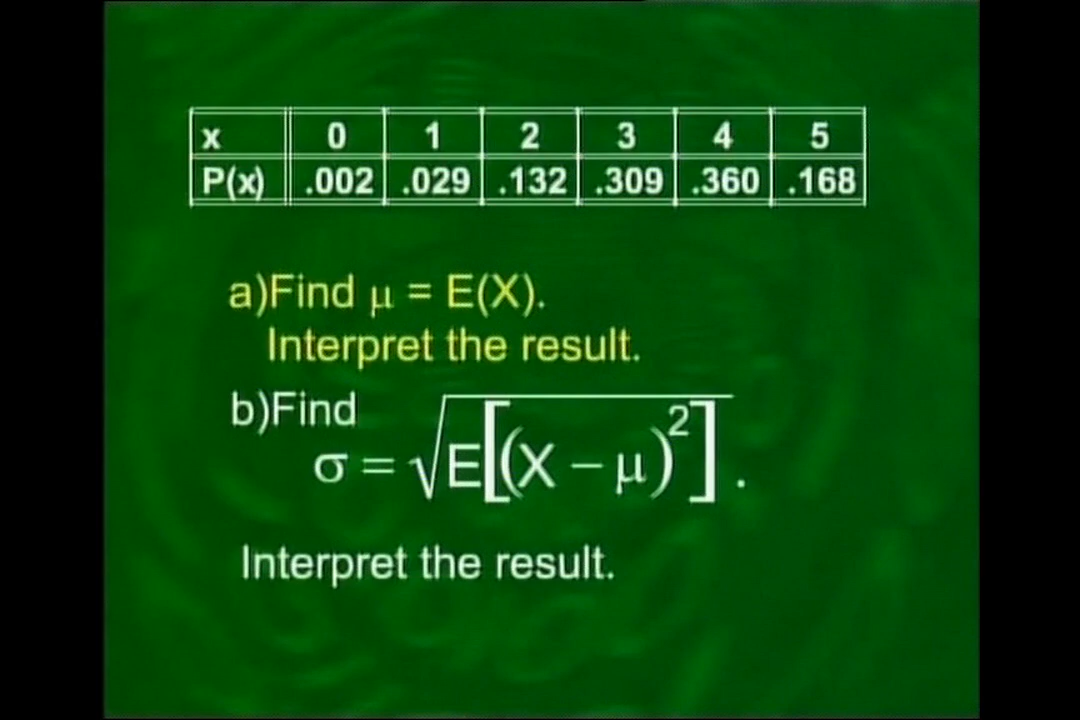 x 0 1 2 3 4 5
P(x) .002 .029 .132 .309 .360 .168
a)Find μ = E(X).
Interpret the result.
b)Find
σ = √E[(X – μ)²].
Interpret the result.